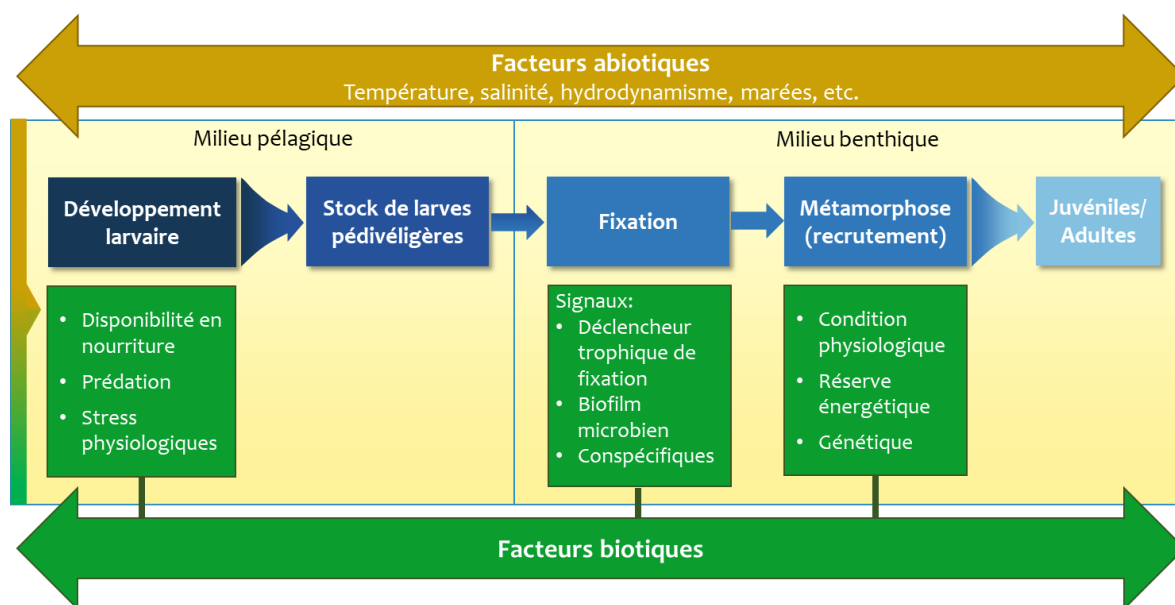 Facteurs abiotiques
Température, salinité, hydrodynamisme, marées, etc.
Milieu pélagique
Milieu benthique
Développement
larvaire
Stock de larves
pédivéligères
Fixation
Métamorphose
(recrutement)
Juvéniles/
Adultes
• Disponibilité en
nourriture
• Prédation
• Stress
physiologiques
Signaux:
• Déclencheur
trophique de
fixation
• Biofilm
microbien
• Conspécifiques
• Condition
physiologique
• Réserve
énergétique
• Génétique
Facteurs biotiques